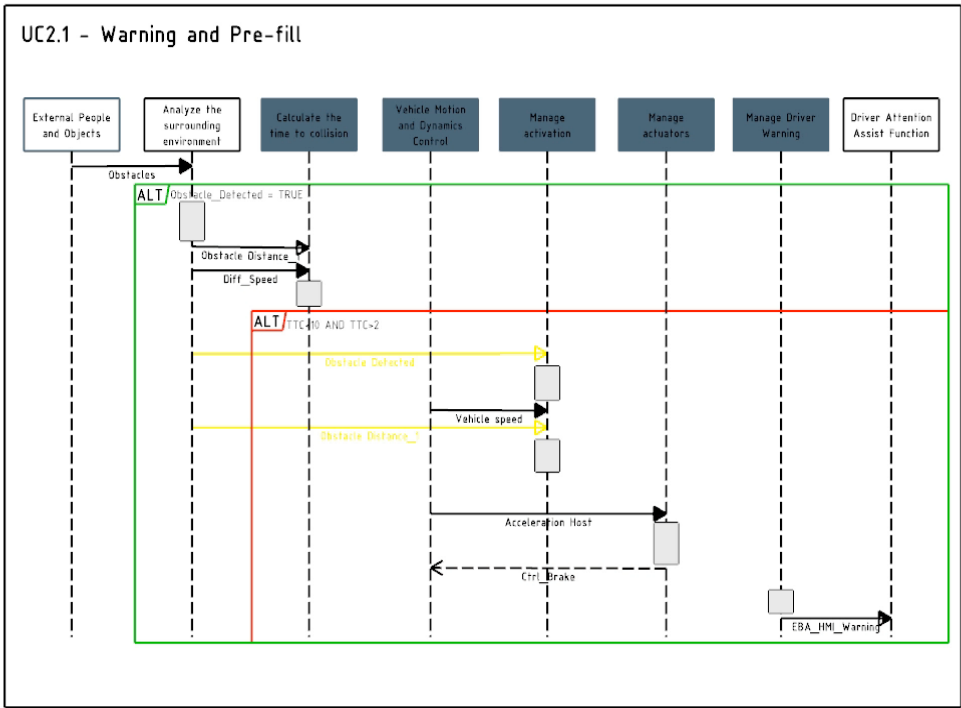 UC2.1 - Warning and Pre-fill
External People
and Objects
Analyze the
surrounding
environment
Calculate the
time to collision
Vehicle Motion
and Dynamics
Control
Manage
activation
Manage
actuators
Manage Driver
Warning
Driver Attention
Assist Function
Obstacles
ALT
Obstacle_Detected = TRUE
Obstacle Distance_1
Diff_Speed
ALT
TTC<10 AND TTC>2
Obstacle Detected
Vehicle speed
Obstacle Distance_1
Acceleration Host
Ctrl_Brake
EBA_HMI_Warning